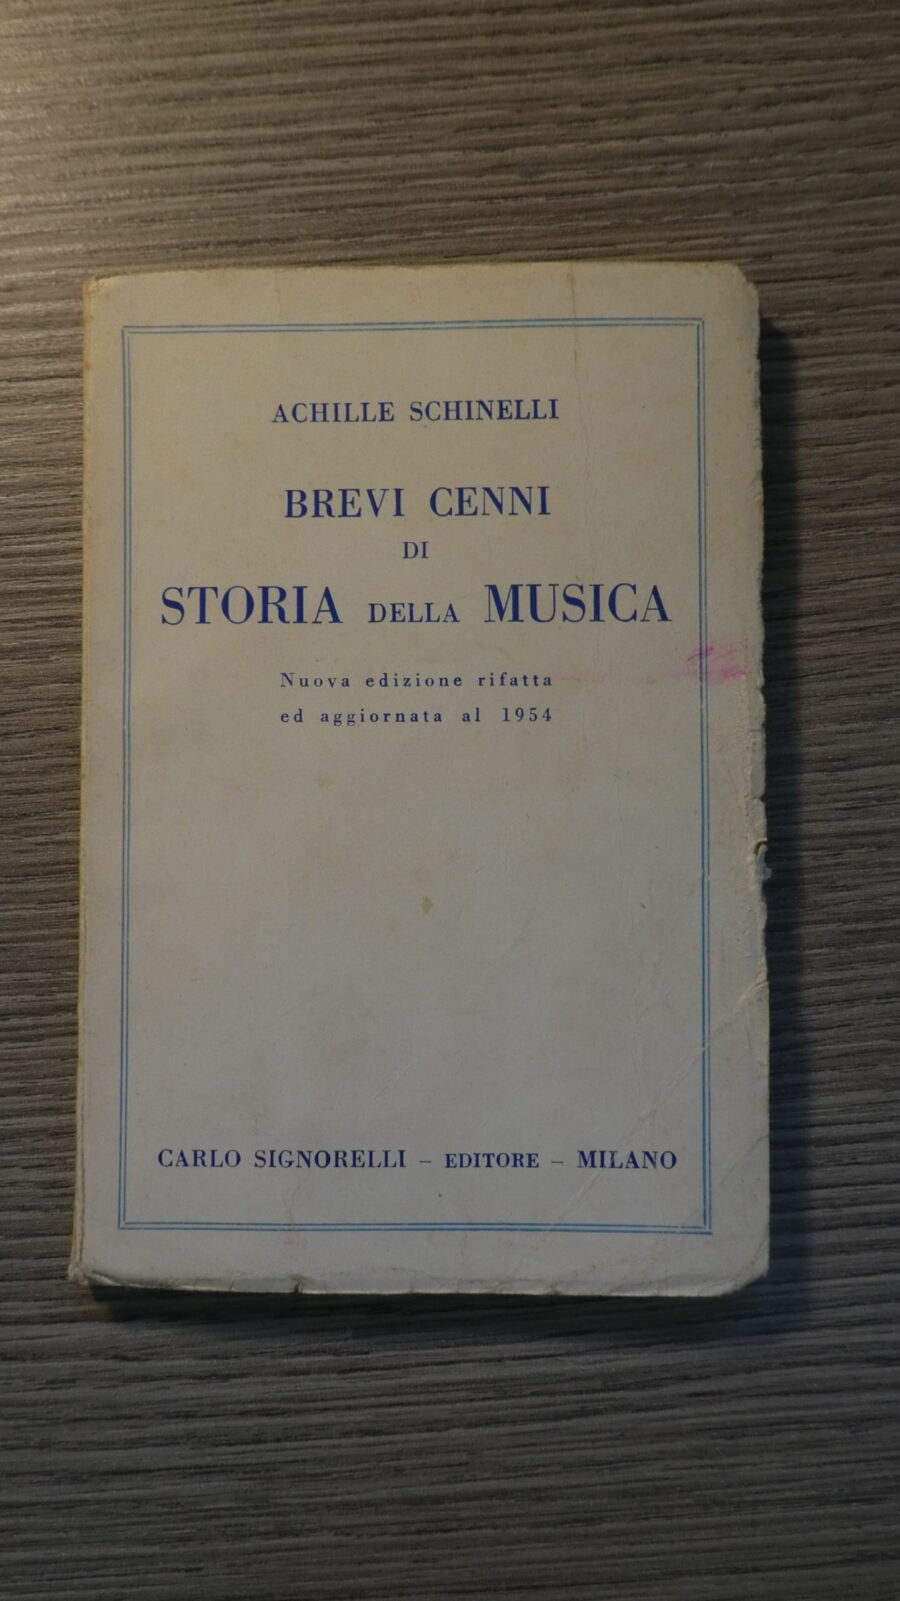 ACHILLE SCHINELLI
BREVI CENNI
DI
STORIA DELLA MUSICA
Nuova edizione rifatta
ed aggiornata al 1954
CARLO SIGNORELLI – EDITORE – MILANO